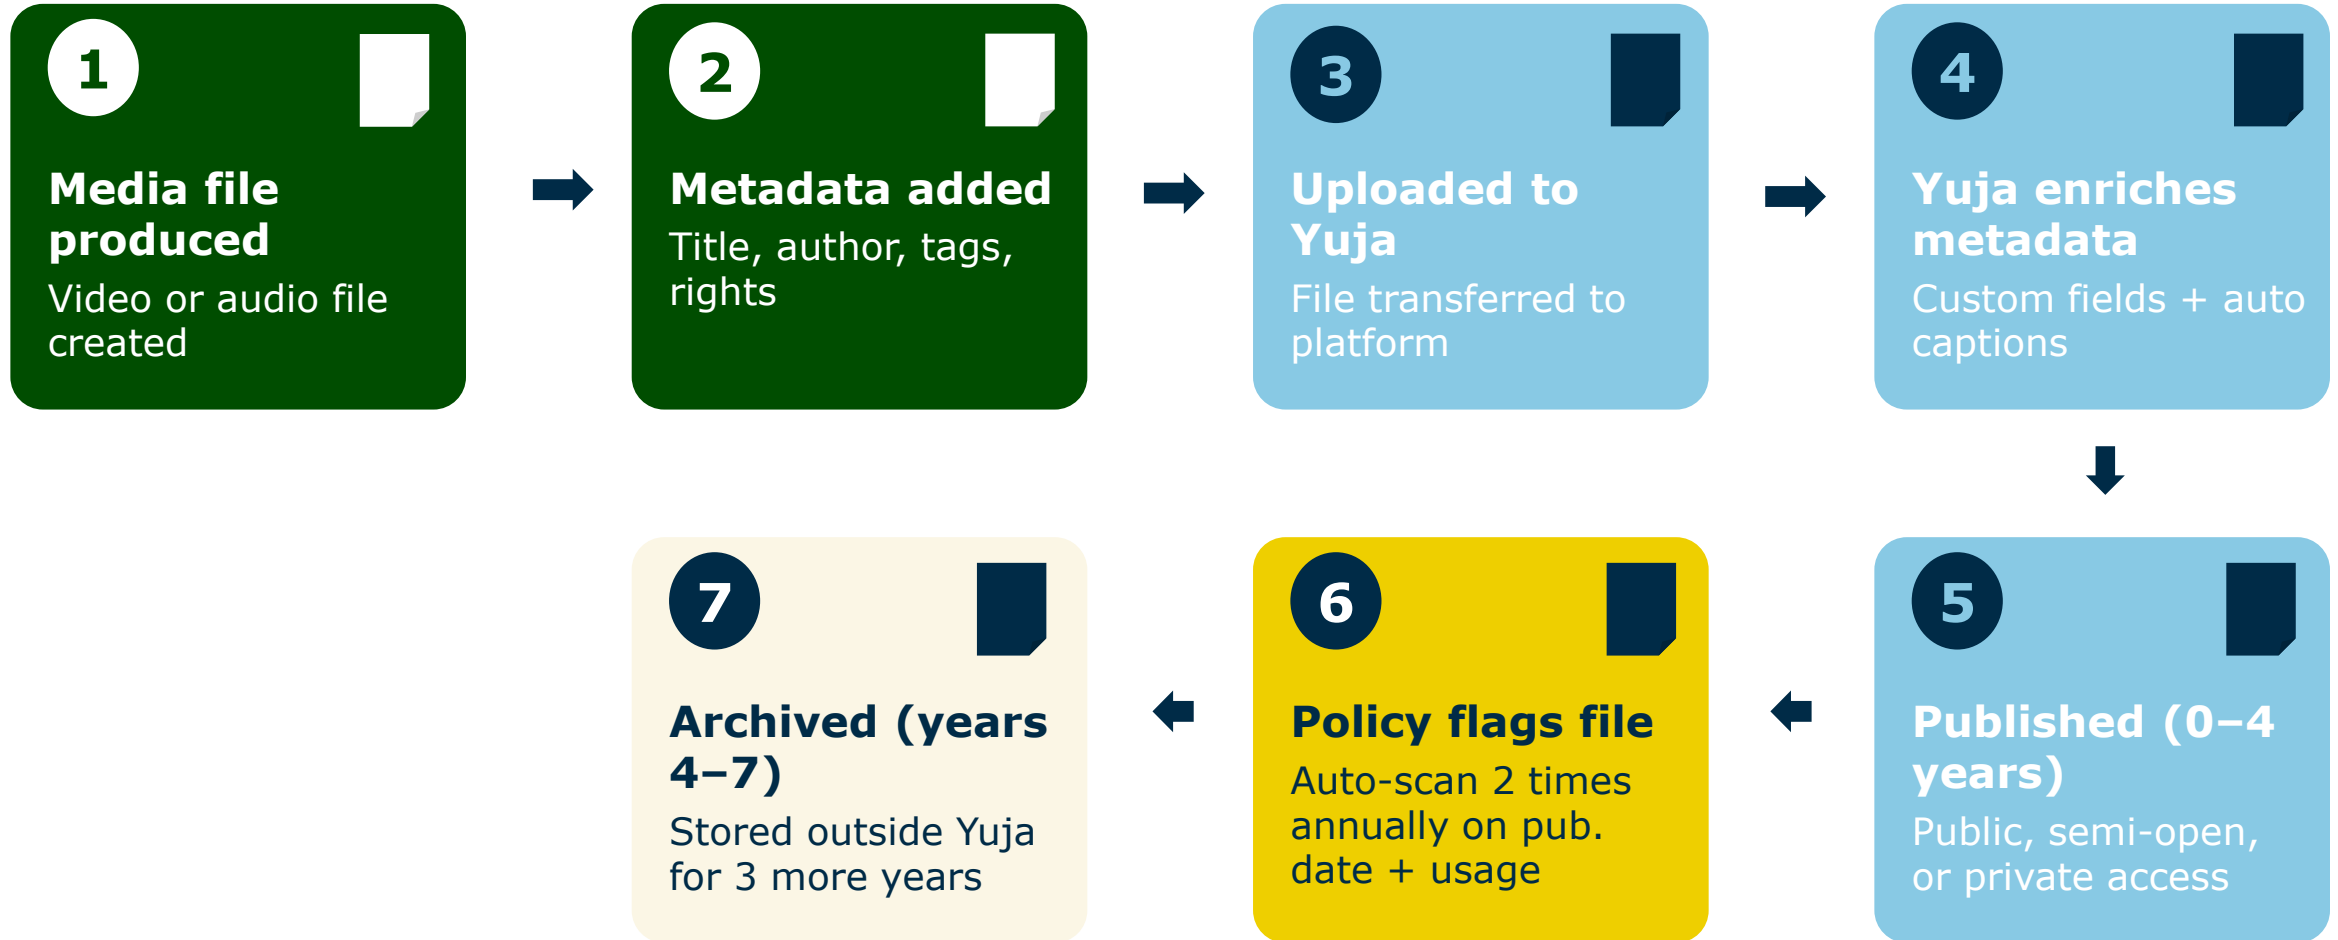 1
Media file
produced
Video or audio file
created
2
Metadata added
Title, author, tags,
rights
3
Uploaded to
Yuja
File transferred to
platform
4
Yuja enriches
metadata
Custom fields + auto
captions
5
Published (0–4
years)
Public, semi-open,
or private access
6
Policy flags file
Auto-scan 2 times
annually on pub.
date + usage
7
Archived (years
4–7)
Stored outside Yuja
for 3 more years